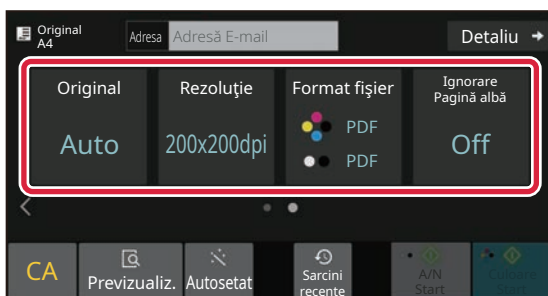 Original
A4
Adresa
Adresă E-mail
Detaliu
Original
Auto
Rezoluţie
200x200dpi
Format fişier
PDF
PDF
Ignorare
Pagină albă
Off
CA
Previzualiz.
Autosetat
Sarcini
recente
A/N
Start
Culoare
Start